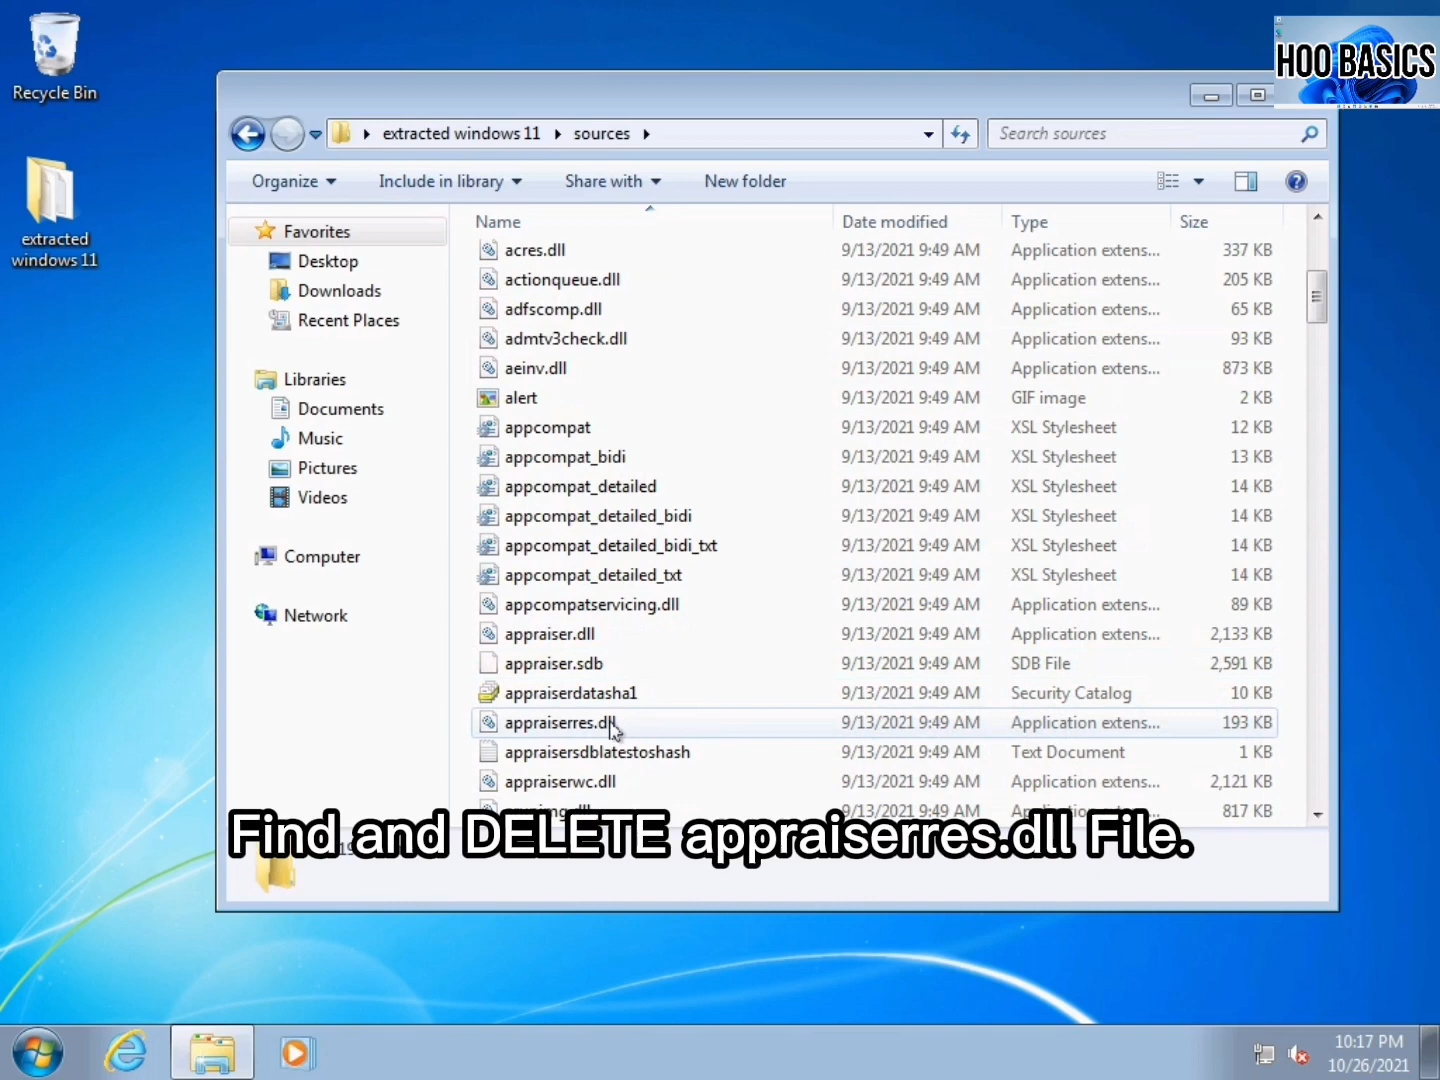 Recycle Bin
extracted
windows 11
HOO BASICS
extracted windows 11 sources
Search sources
Organize Include in library Share with New folder
Name Date modified Type Size
acres.dll 9/13/2021 9:49 AM Application extens... 337 KB
actionqueue.dll 9/13/2021 9:49 AM Application extens... 205 KB
adfscomp.dll 9/13/2021 9:49 AM Application extens... 65 KB
admtv3check.dll 9/13/2021 9:49 AM Application extens... 93 KB
aeinv.dll 9/13/2021 9:49 AM Application extens... 873 KB
alert 9/13/2021 9:49 AM GIF image 2 KB
appcompat 9/13/2021 9:49 AM XSL Stylesheet 12 KB
appcompat_bidi 9/13/2021 9:49 AM XSL Stylesheet 13 KB
appcompat_detailed 9/13/2021 9:49 AM XSL Stylesheet 14 KB
appcompat_detailed_bidi 9/13/2021 9:49 AM XSL Stylesheet 14 KB
appcompat_detailed_bidi_txt 9/13/2021 9:49 AM XSL Stylesheet 14 KB
appcompat_detailed_txt 9/13/2021 9:49 AM XSL Stylesheet 14 KB
appcompatservicing.dll 9/13/2021 9:49 AM Application extens... 89 KB
appraiser.dll 9/13/2021 9:49 AM Application extens... 2,133 KB
appraiser.sdb 9/13/2021 9:49 AM SDB File 2,591 KB
appraiserdatasha1 9/13/2021 9:49 AM Security Catalog 10 KB
appraiserres.dll 9/13/2021 9:49 AM Application extens... 193 KB
appraisersdblatestoshash 9/13/2021 9:49 AM Text Document 1 KB
appraiserwc.dll 9/13/2021 9:49 AM Application extens... 2,121 KB
817 KB
Favorites
Desktop
Downloads
Recent Places
Libraries
Documents
Music
Pictures
Videos
Computer
Network
Find and DELETE appraiserres.dll File.
10:17 PM
10/26/2021